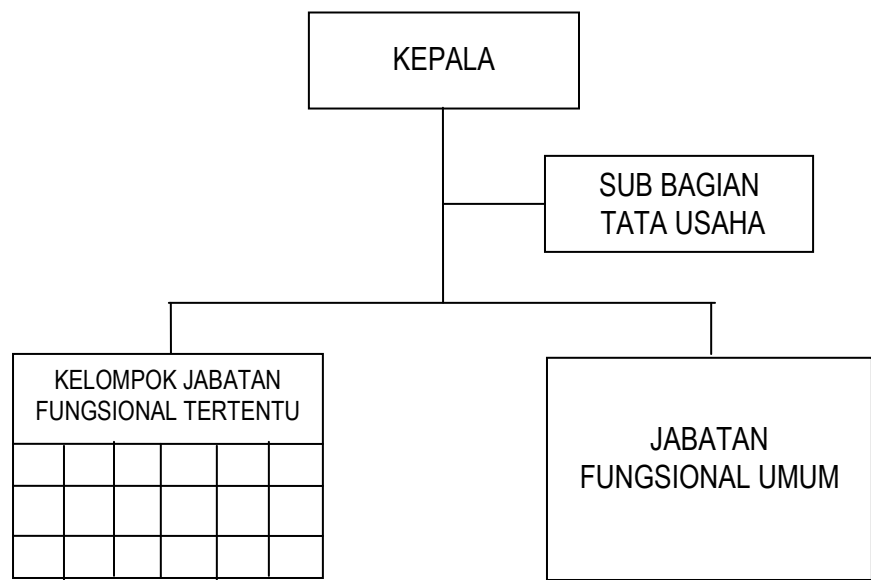 KEPALA
SUB BAGIAN
TATA USAHA
KELOMPOK JABATAN
FUNGSIONAL TERTENTU
JABATAN
FUNGSIONAL UMUM